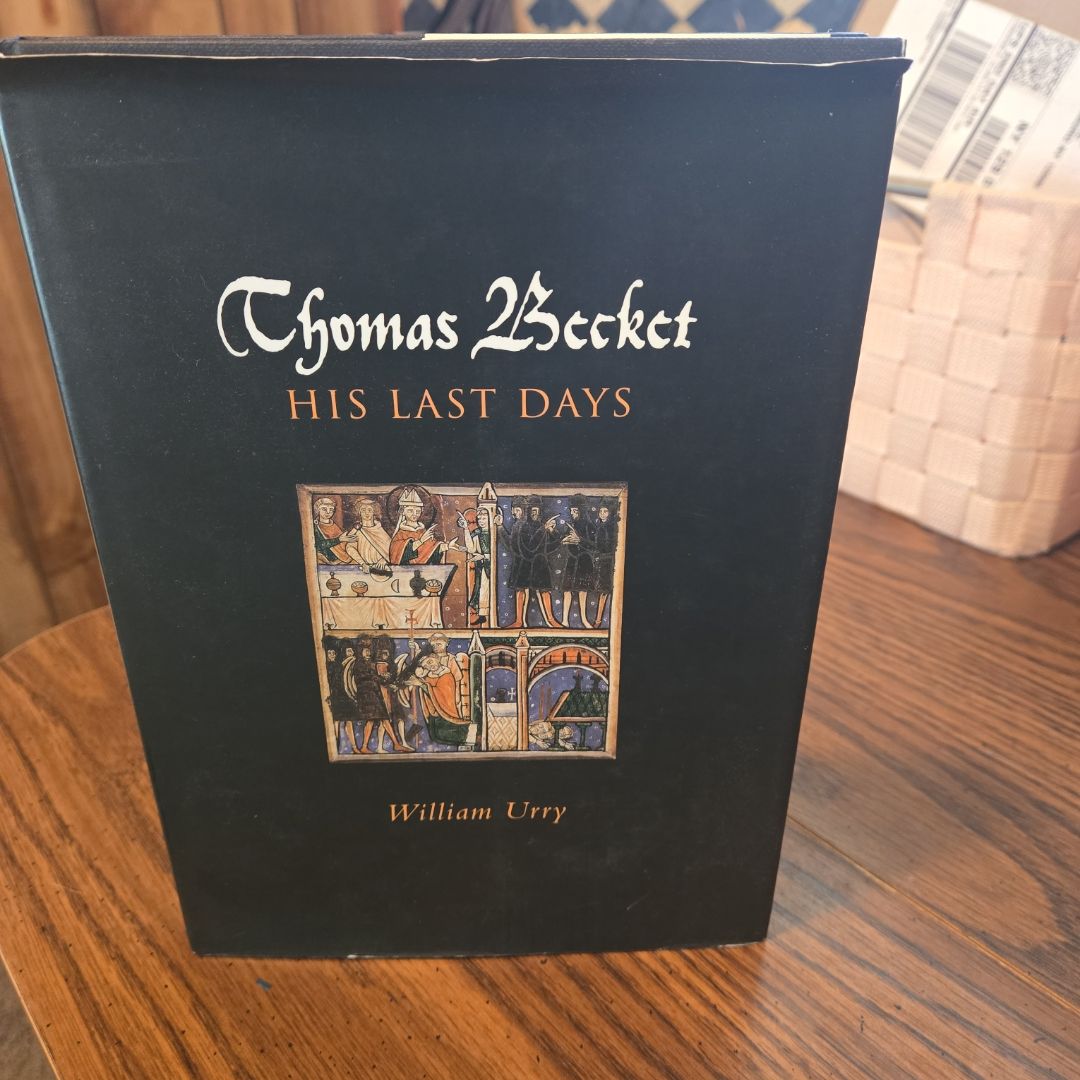 Thomas Becket
HIS LAST DAYS
William Urry